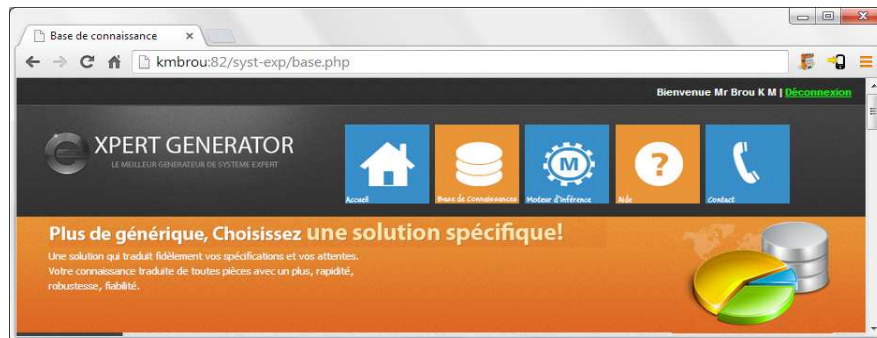 Base de connaissance
kmbrou:82/syst-exp/base.php
Bienvenue Mr Brou K M | Déconnexion
EXPERT GENERATOR
LE MEILLEUR GENERATEUR DE SYSTEME EXPERT
Accueil
Base de Connaissances
M
Moteur d'Inférence
?
Aide
Contact
Plus de générique, Choisissez une solution spécifique!
Une solution qui traduit fidèlement vos spécifications et vos attentes.
Votre connaissance traduite de toutes pièces avec un plus, rapidité,
robustesse, fiabilité.